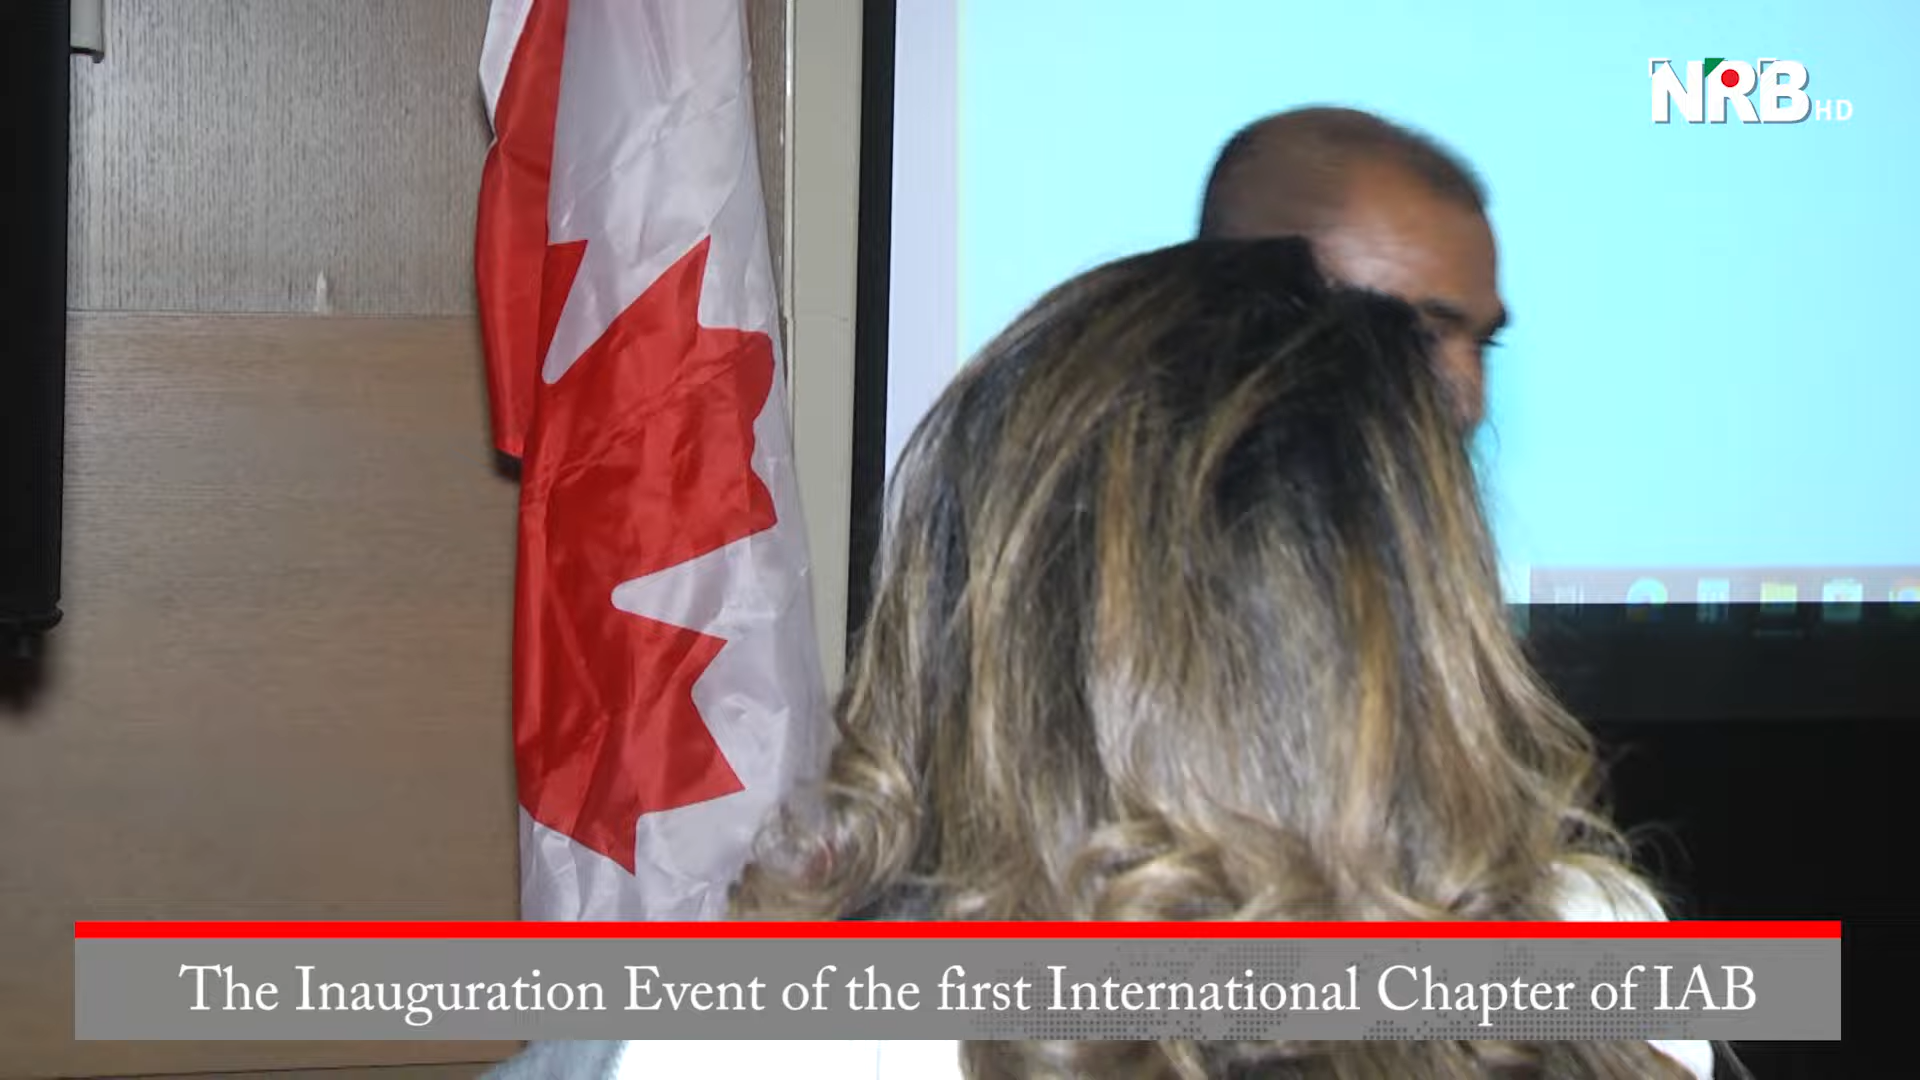 NRB HD
The Inauguration Event of the first International Chapter of IAB